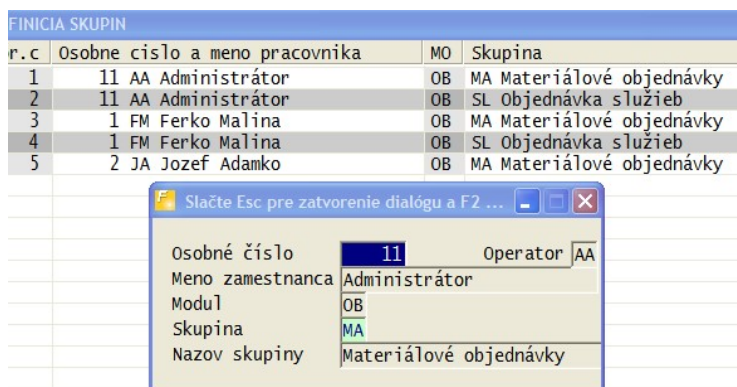 FINICIA SKUPIN
r.c Osobne cislo a meno pracovnika MO Skupina
1 11 AA Administrátor OB MA Materiálové objednávky
2 11 AA Administrátor OB SL Objednávka služieb
3 1 FM Ferko Malina OB MA Materiálové objednávky
4 1 FM Ferko Malina OB SL Objednávka služieb
5 2 JA Jozef Adamko OB MA Materiálové objednávky
Slačte Esc pre zatvorenie dialógu a F2 ...
Osobné číslo 11 Operator AA
Meno zamestnanca Administrátor
Modul OB
Skupina MA
Nazov skupiny Materiálové objednávky